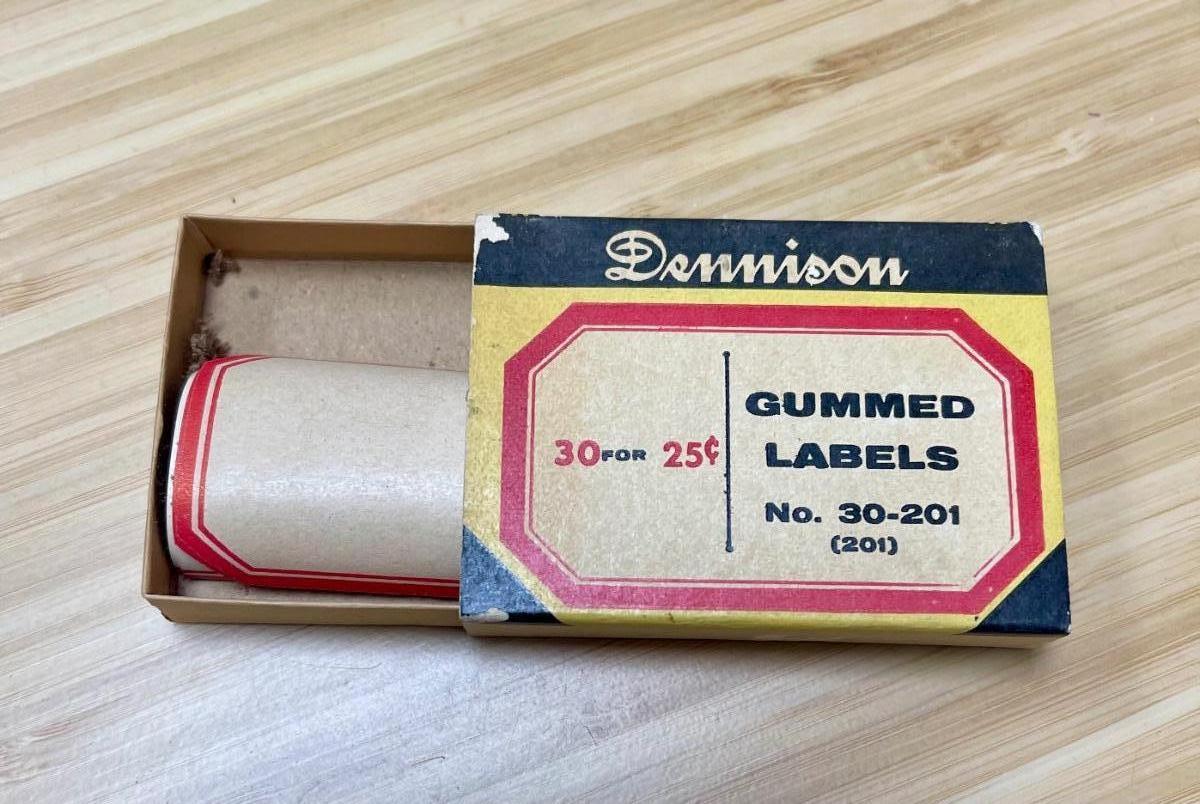 Dennison
30 FOR 25¢
GUMMED
LABELS
No. 30-201
(201)